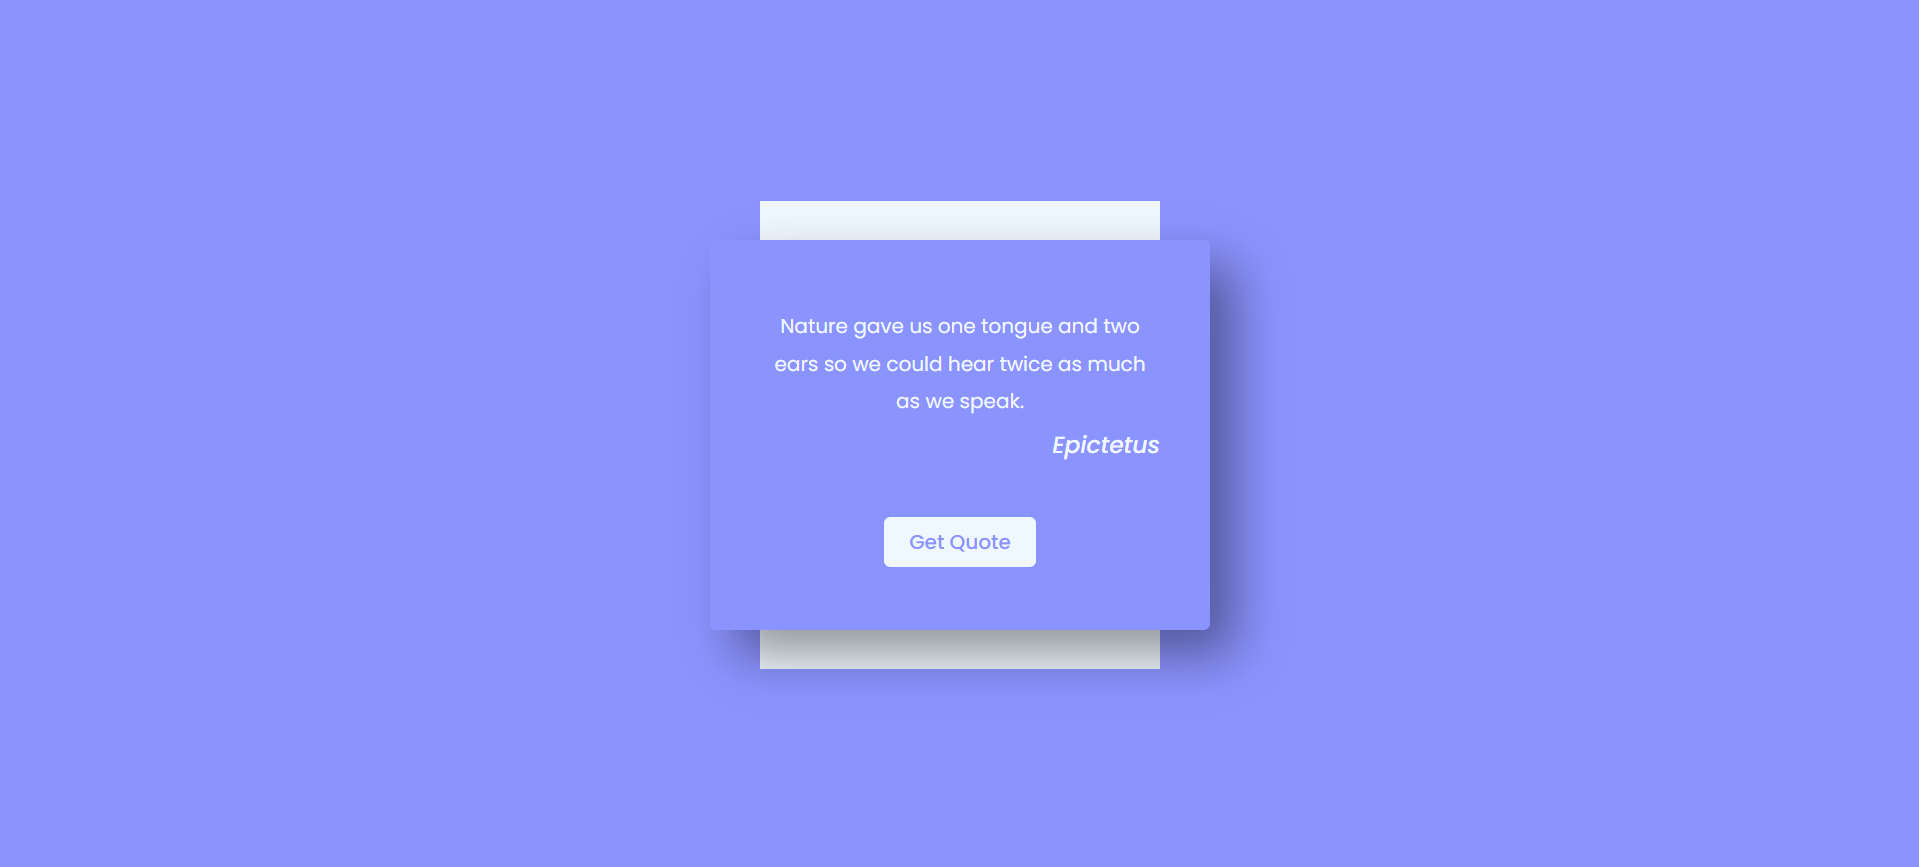 Nature gave us one tongue and two
ears so we could hear twice as much
as we speak.
Epictetus
Get Quote